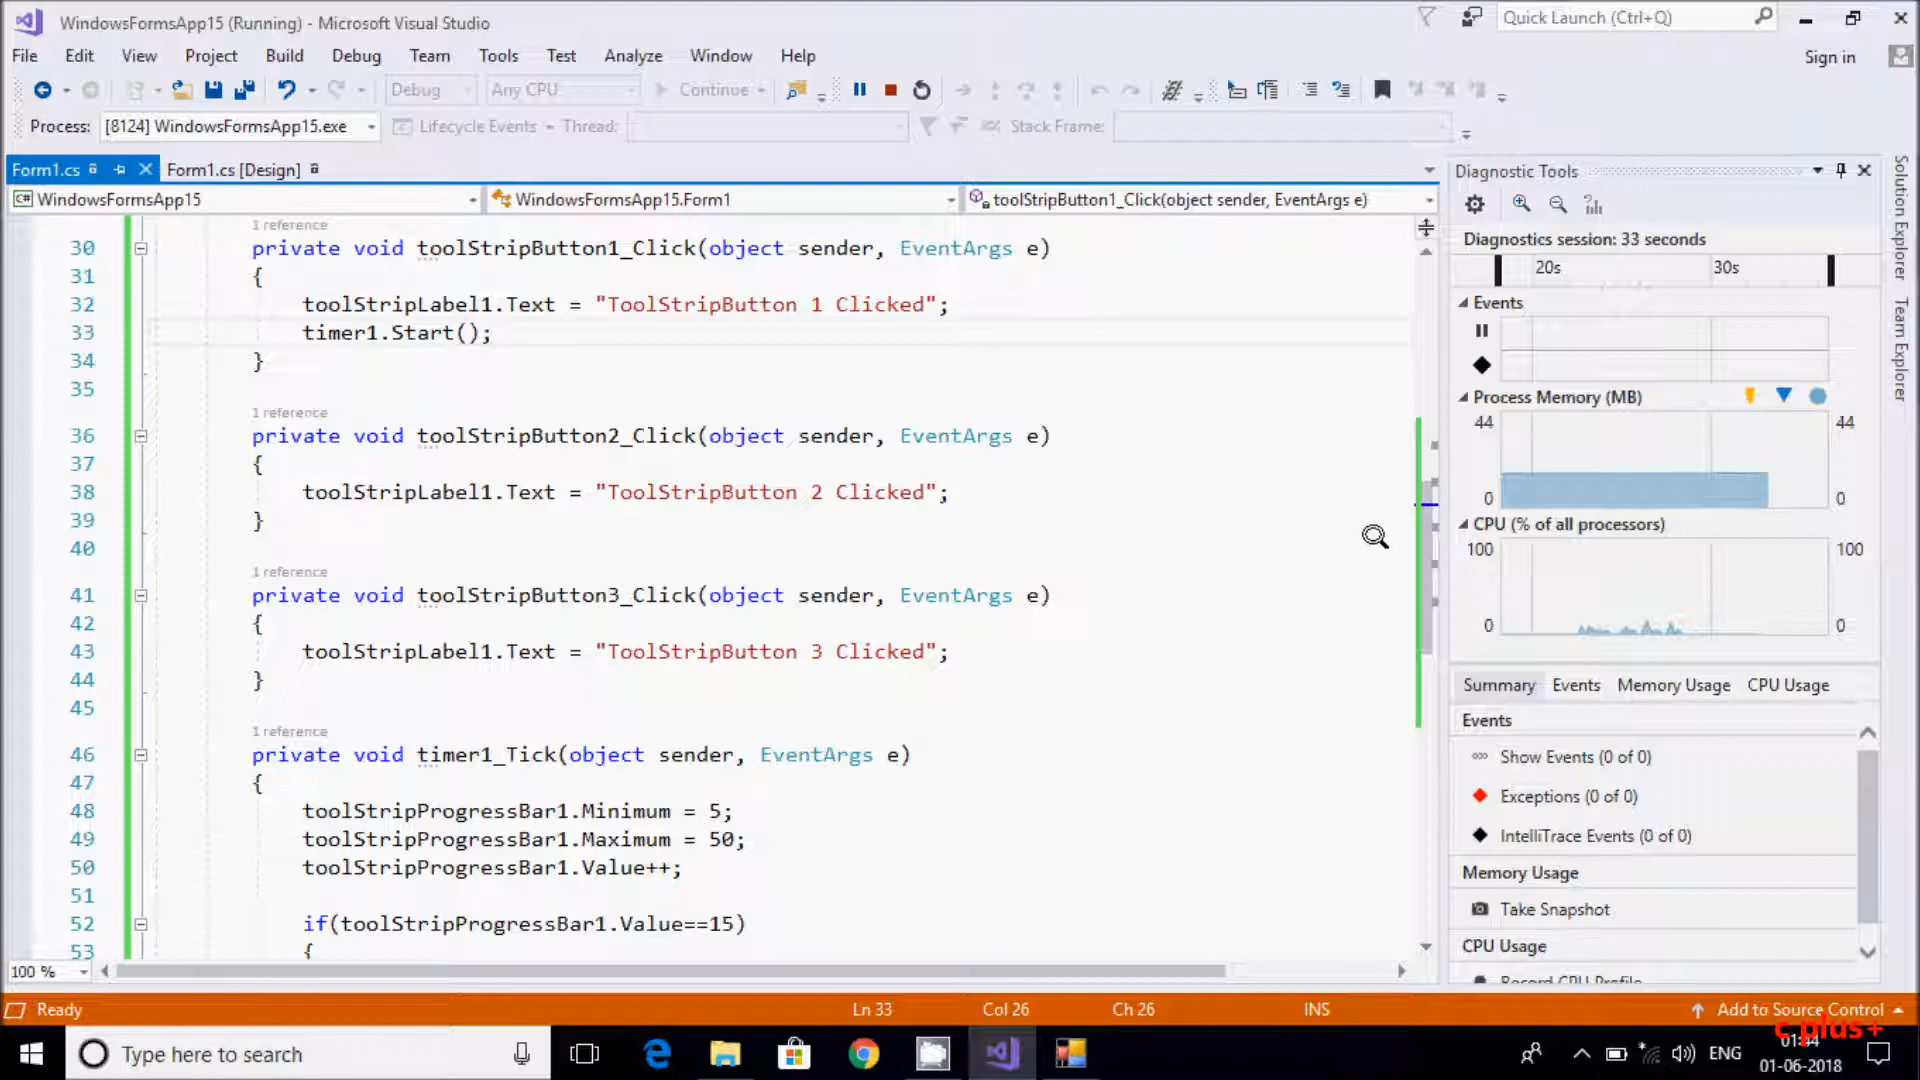 WindowsFormsApp15 (Running) - Microsoft Visual Studio
Quick Launch (Ctrl+Q)
File Edit View Project Build Debug Team Tools Test Analyze Window Help
Sign in
Debug Any CPU Continue
Process: [8124] WindowsFormsApp15.exe Lifecycle Events Thread: Stack Frame:
Form1.cs Form1.cs [Design]
C# WindowsFormsApp15 WindowsFormsApp15.Form1 toolStripButton1_Click(object sender, EventArgs e)
1 reference
30 private void toolStripButton1_Click(object sender, EventArgs e)
31 {
32 toolStripLabel1.Text = "ToolStripButton 1 Clicked";
33 timer1.Start();
34 }
35
1 reference
36 private void toolStripButton2_Click(object sender, EventArgs e)
37 {
38 toolStripLabel1.Text = "ToolStripButton 2 Clicked";
39 }
40
1 reference
41 private void toolStripButton3_Click(object sender, EventArgs e)
42 {
43 toolStripLabel1.Text = "ToolStripButton 3 Clicked";
44 }
45
1 reference
46 private void timer1_Tick(object sender, EventArgs e)
47 {
48 toolStripProgressBar1.Minimum = 5;
49 toolStripProgressBar1.Maximum = 50;
50 toolStripProgressBar1.Value++;
51
52 if(toolStripProgressBar1.Value==15)
53 {
100 %
Diagnostic Tools
Diagnostics session: 33 seconds
20s 30s
Events
Process Memory (MB)
44 44
0 0
CPU (% of all processors)
100 100
0 0
Summary Events Memory Usage CPU Usage
Events
Show Events (0 of 0)
Exceptions (0 of 0)
IntelliTrace Events (0 of 0)
Memory Usage
Take Snapshot
CPU Usage
Record CPU Profile
Solution Explorer
Team Explorer
Ready Ln 33 Col 26 Ch 26 INS Add to Source Control
c plus+
Type here to search
ENG
01:44
01-06-2018